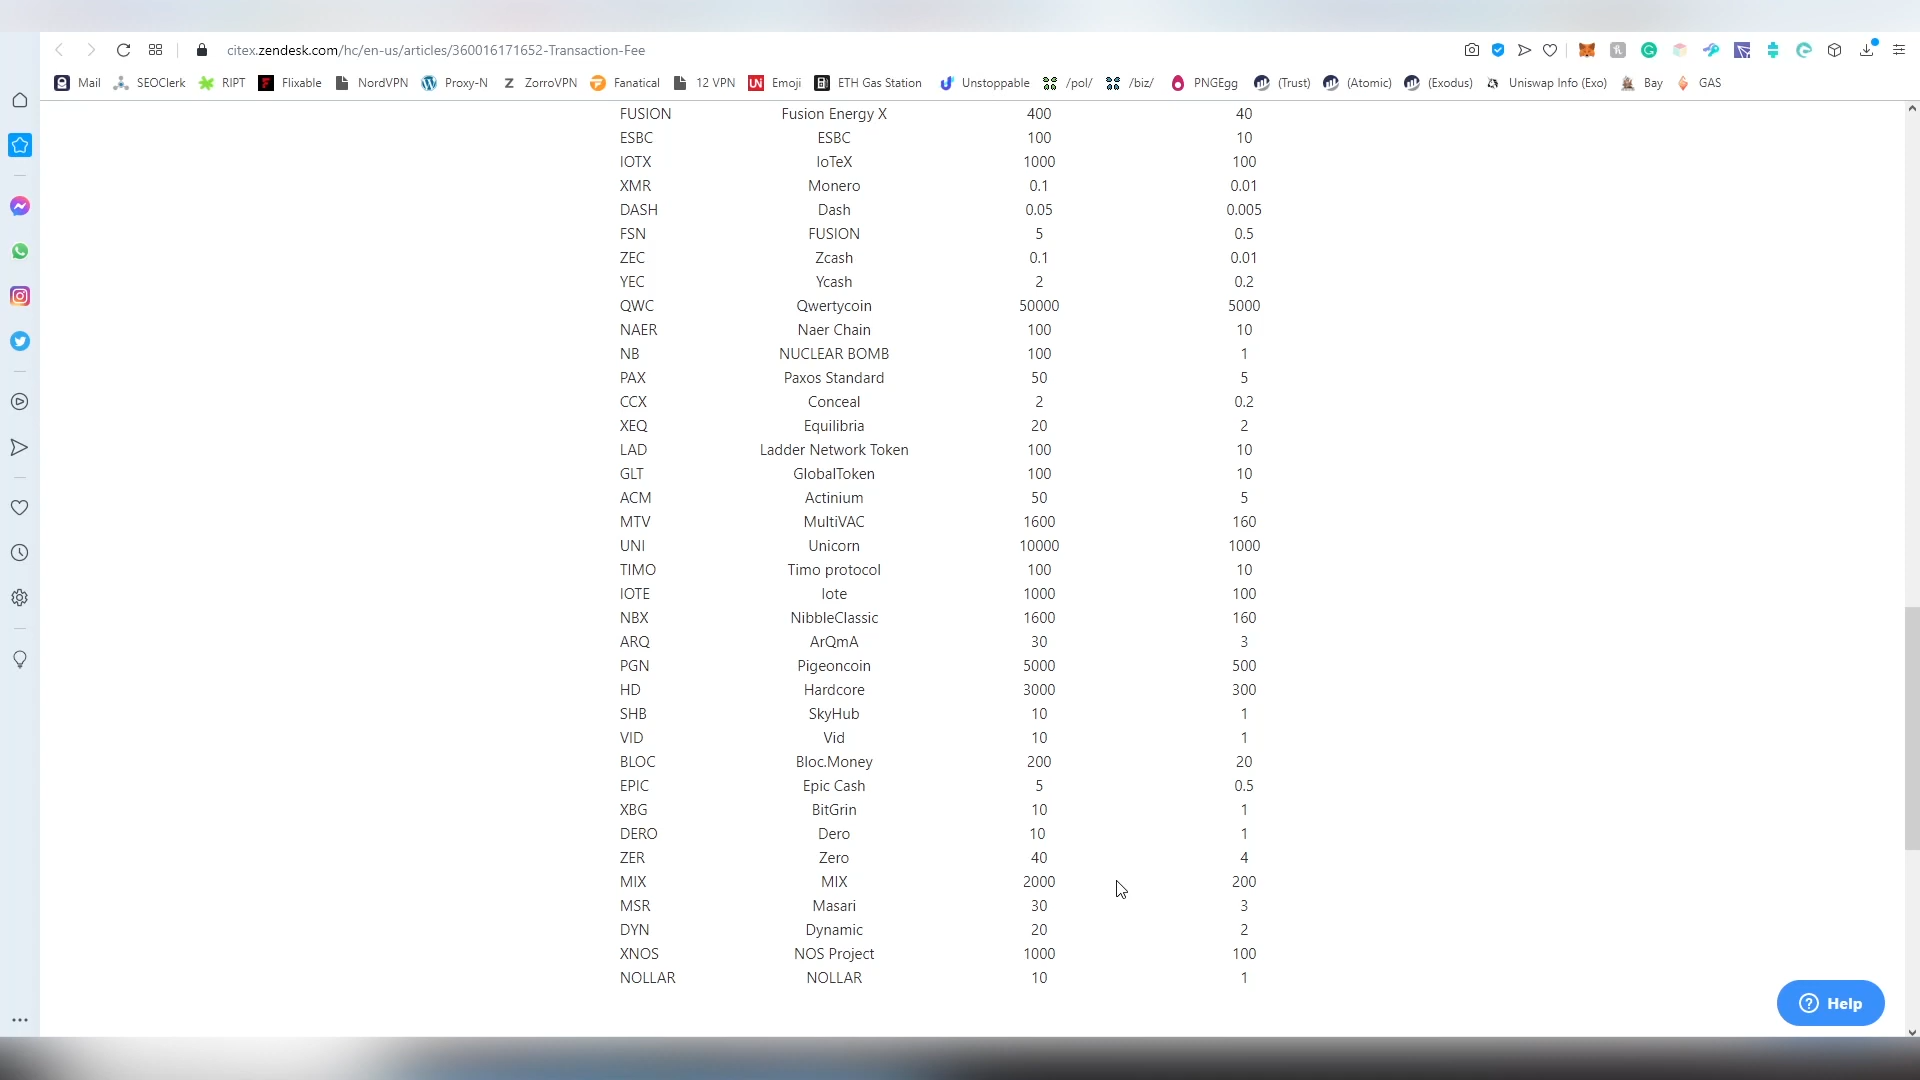 citex.zendesk.com/hc/en-us/articles/360016171652-Transaction-Fee
Mail SEOClerk RIPT Flixable NordVPN Proxy-N Z ZorroVPN Fanatical 12 VPN UN Emoji ETH Gas Station Unstoppable /pol/ /biz/ PNGEgg (Trust) (Atomic) (Exodus) Uniswap Info (Exo) Bay GAS
FUSION Fusion Energy X 400 40
ESBC ESBC 100 10
IOTX IoTeX 1000 100
XMR Monero 0.1 0.01
DASH Dash 0.05 0.005
FSN FUSION 5 0.5
ZEC Zcash 0.1 0.01
YEC Ycash 2 0.2
QWC Qwertycoin 50000 5000
NAER Naer Chain 100 10
NB NUCLEAR BOMB 100 1
PAX Paxos Standard 50 5
CCX Conceal 2 0.2
XEQ Equilibria 20 2
LAD Ladder Network Token 100 10
GLT GlobalToken 100 10
ACM Actinium 50 5
MTV MultiVAC 1600 160
UNI Unicorn 10000 1000
TIMO Timo protocol 100 10
IOTE Iote 1000 100
NBX NibbleClassic 1600 160
ARQ ArQmA 30 3
PGN Pigeoncoin 5000 500
HD Hardcore 3000 300
SHB SkyHub 10 1
VID Vid 10 1
BLOC Bloc.Money 200 20
EPIC Epic Cash 5 0.5
XBG BitGrin 10 1
DERO Dero 10 1
ZER Zero 40 4
MIX MIX 2000 200
MSR Masari 30 3
DYN Dynamic 20 2
XNOS NOS Project 1000 100
NOLLAR NOLLAR 10 1
Help